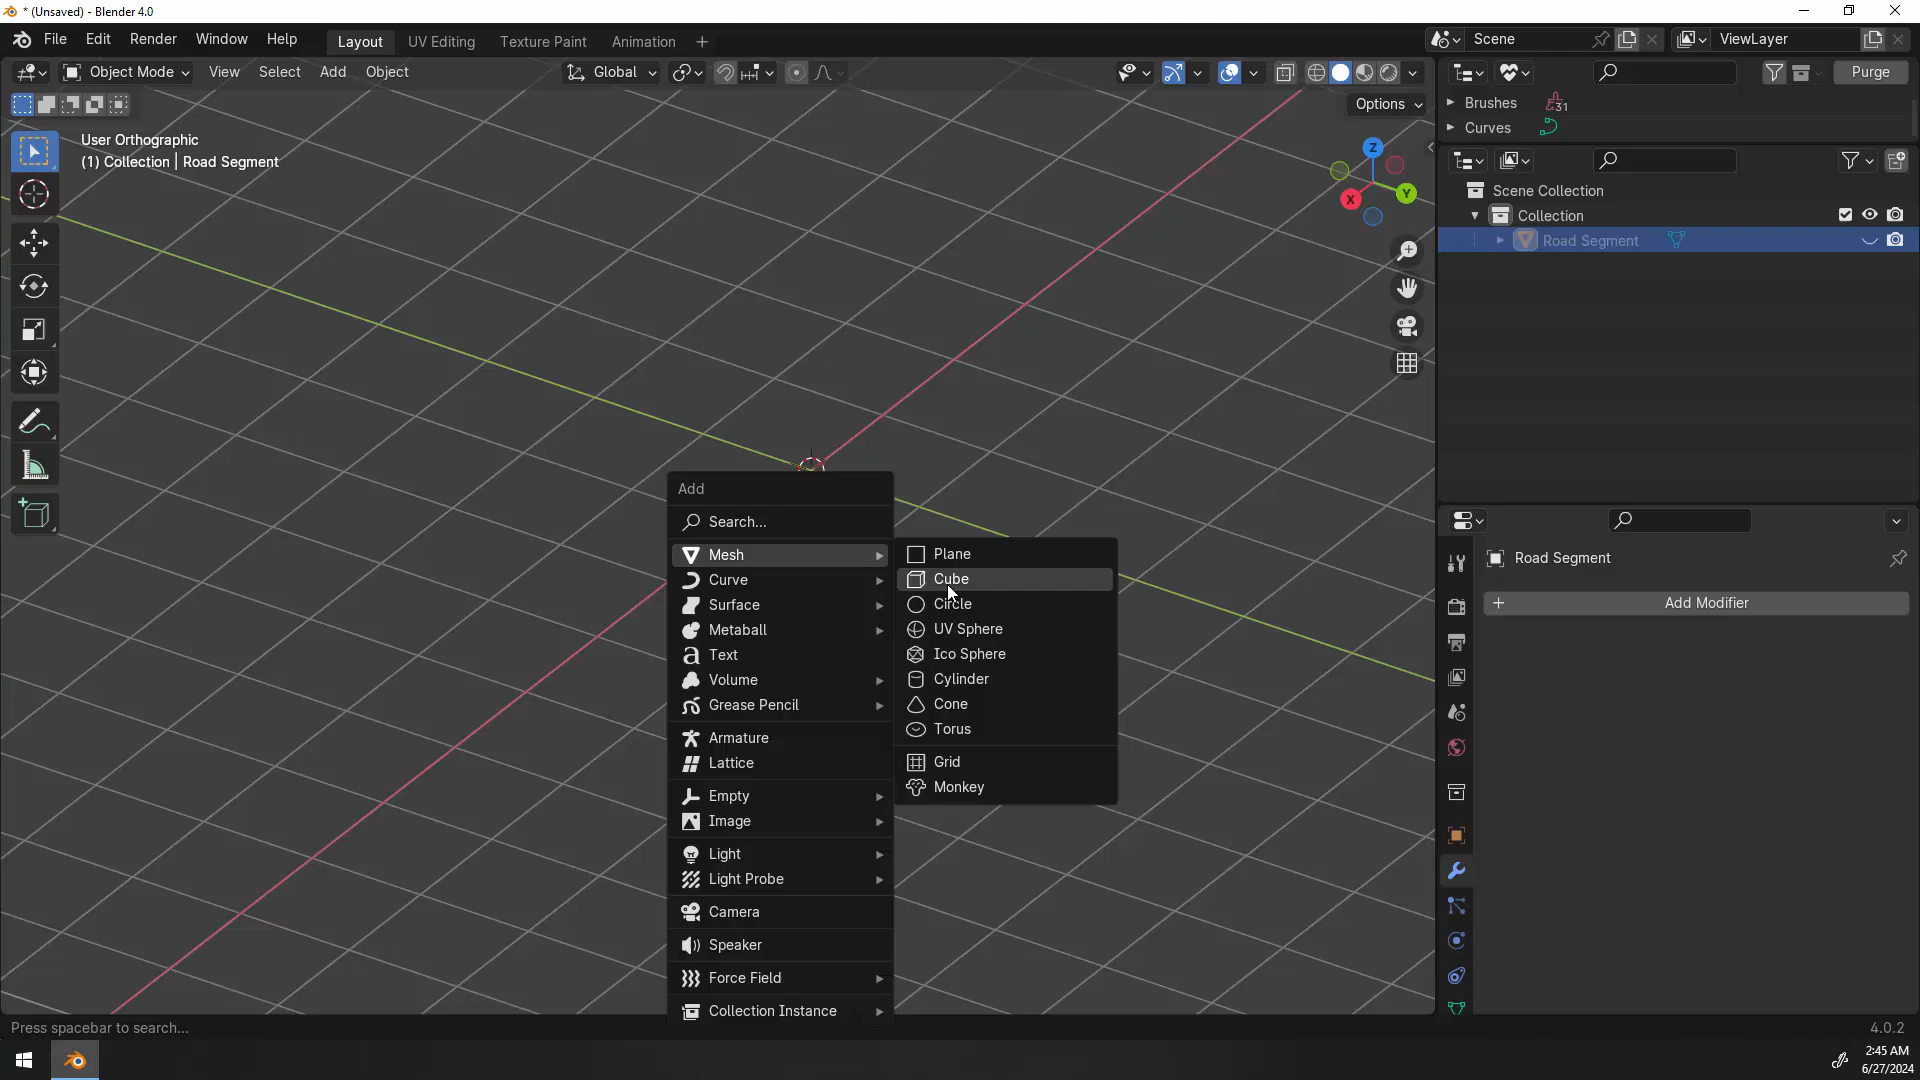 * (Unsaved) - Blender 4.0
File Edit Render Window Help
Layout UV Editing Texture Paint Animation +
Scene
ViewLayer
Object Mode View Select Add Object
Global
Purge
Options
Brushes 31
Curves
User Orthographic
(1) Collection | Road Segment
Z
Y
X
Scene Collection
Collection
Road Segment
Add
Search...
Mesh
Curve
Surface
Metaball
Text
Volume
Grease Pencil
Armature
Lattice
Empty
Image
Light
Light Probe
Camera
Speaker
Force Field
Collection Instance
Plane
Cube
Circle
UV Sphere
Ico Sphere
Cylinder
Cone
Torus
Grid
Monkey
Road Segment
+ Add Modifier
Press spacebar to search...
4.0.2
2:45 AM
6/27/2024